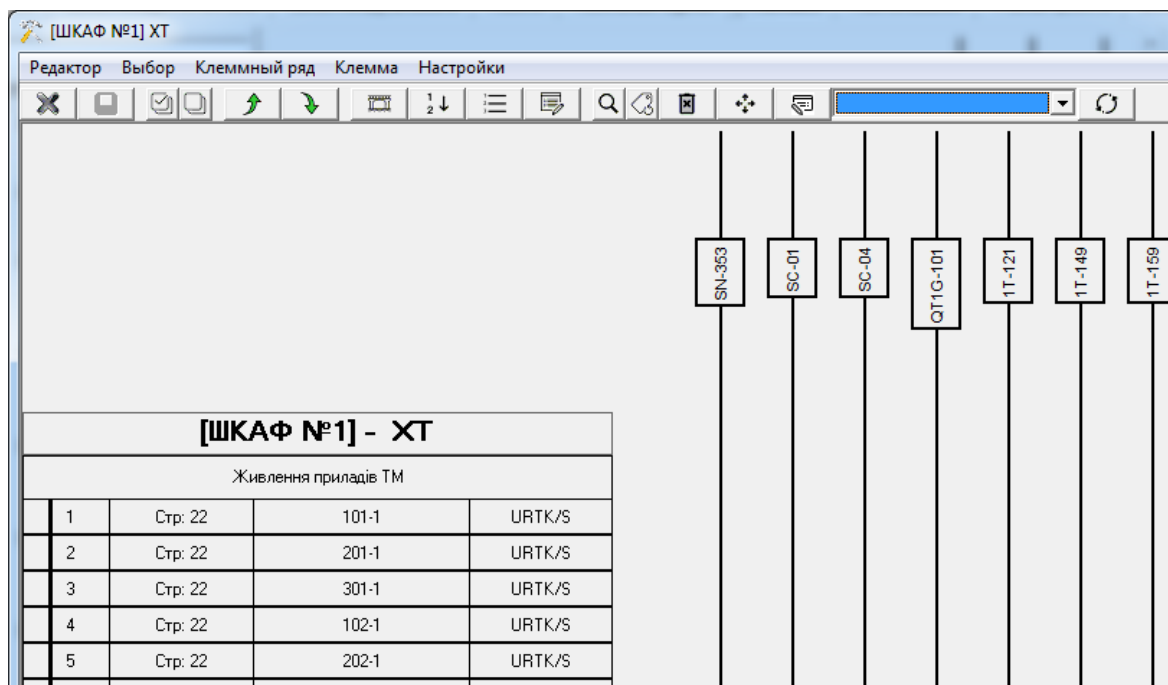 [ШКАФ №1] XT
Редактор Выбор Клеммный ряд Клемма Настройки
SN-353
SC-01
SC-04
QT1G-101
1T-121
1T-149
1T-159
[ШКАФ №1] - XT
Живлення приладів ТМ
1 Стр: 22 101-1 URTK/S
2 Стр: 22 201-1 URTK/S
3 Стр: 22 301-1 URTK/S
4 Стр: 22 102-1 URTK/S
5 Стр: 22 202-1 URTK/S